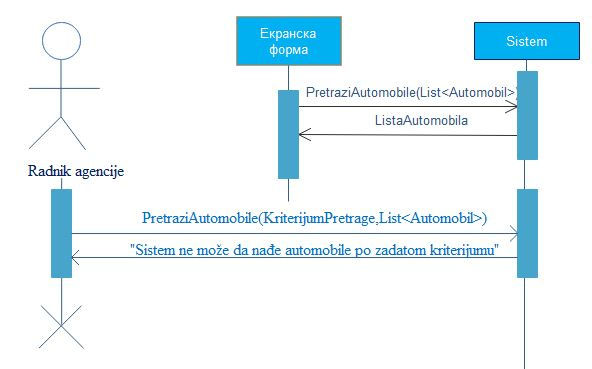 Екранска
форма
Sistem
PretraziAutomobile(List<Automobil>)
ListaAutomobila
Radnik agencije
PretraziAutomobile(KriterijumPretrage,List<Automobil>)
"Sistem ne može da nađe automobile po zadatom kriterijumu"